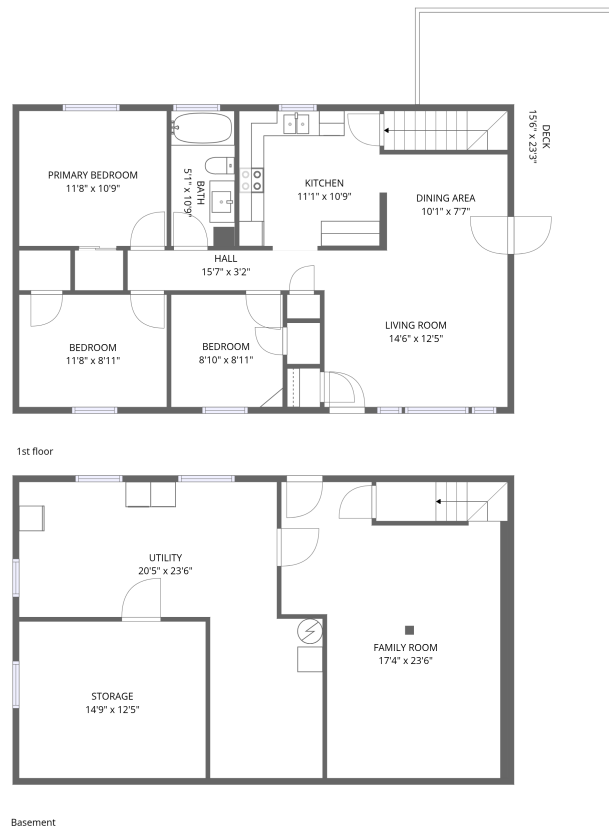 DECK
15'6" x 23'3"
PRIMARY BEDROOM
11'8" x 10'9"
BATH
5'1" x 10'9"
KITCHEN
11'1" x 10'9"
DINING AREA
10'1" x 7'7"
HALL
15'7" x 3'2"
LIVING ROOM
14'6" x 12'5"
BEDROOM
11'8" x 8'11"
BEDROOM
8'10" x 8'11"
1st floor
UTILITY
20'5" x 23'6"
FAMILY ROOM
17'4" x 23'6"
STORAGE
14'9" x 12'5"
Basement